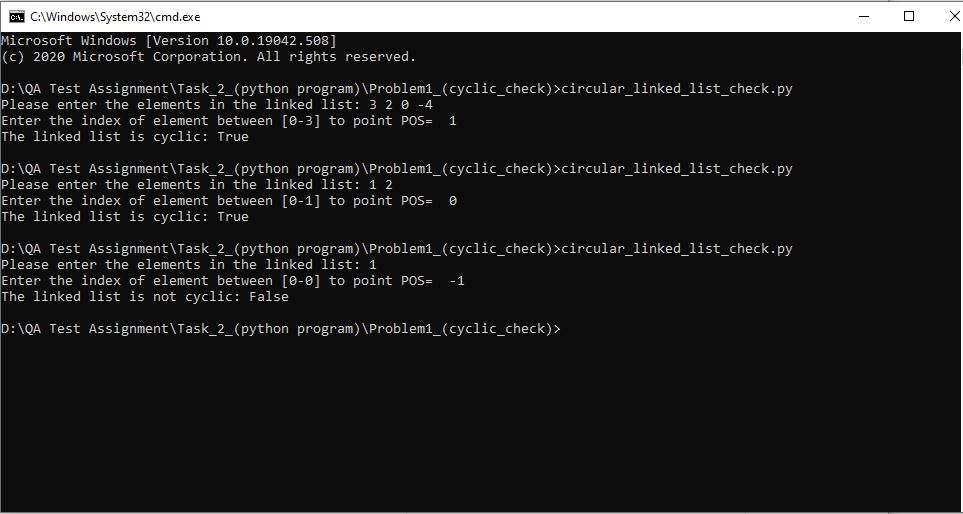 C:\Windows\System32\cmd.exe
Microsoft Windows [Version 10.0.19042.508]
(c) 2020 Microsoft Corporation. All rights reserved.
D:\QA Test Assignment\Task_2_(python program)\Problem1_(cyclic_check)>circular_linked_list_check.py
Please enter the elements in the linked list: 3 2 0 -4
Enter the index of element between [0-3] to point POS=  1
The linked list is cyclic: True
D:\QA Test Assignment\Task_2_(python program)\Problem1_(cyclic_check)>circular_linked_list_check.py
Please enter the elements in the linked list: 1 2
Enter the index of element between [0-1] to point POS=  0
The linked list is cyclic: True
D:\QA Test Assignment\Task_2_(python program)\Problem1_(cyclic_check)>circular_linked_list_check.py
Please enter the elements in the linked list: 1
Enter the index of element between [0-0] to point POS=  -1
The linked list is not cyclic: False
D:\QA Test Assignment\Task_2_(python program)\Problem1_(cyclic_check)>